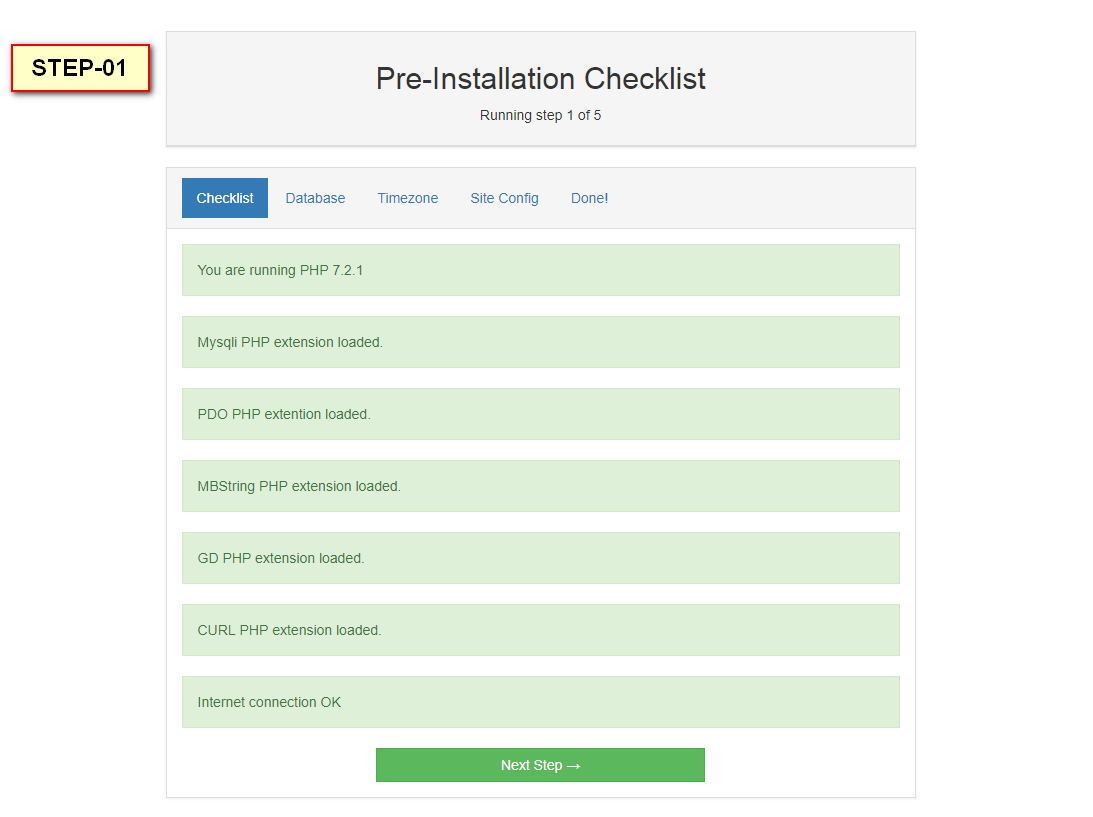 STEP-01
Pre-Installation Checklist
Running step 1 of 5
Checklist Database Timezone Site Config Done!
You are running PHP 7.2.1
Mysqli PHP extension loaded.
PDO PHP extention loaded.
MBString PHP extension loaded.
GD PHP extension loaded.
CURL PHP extension loaded.
Internet connection OK
Next Step →